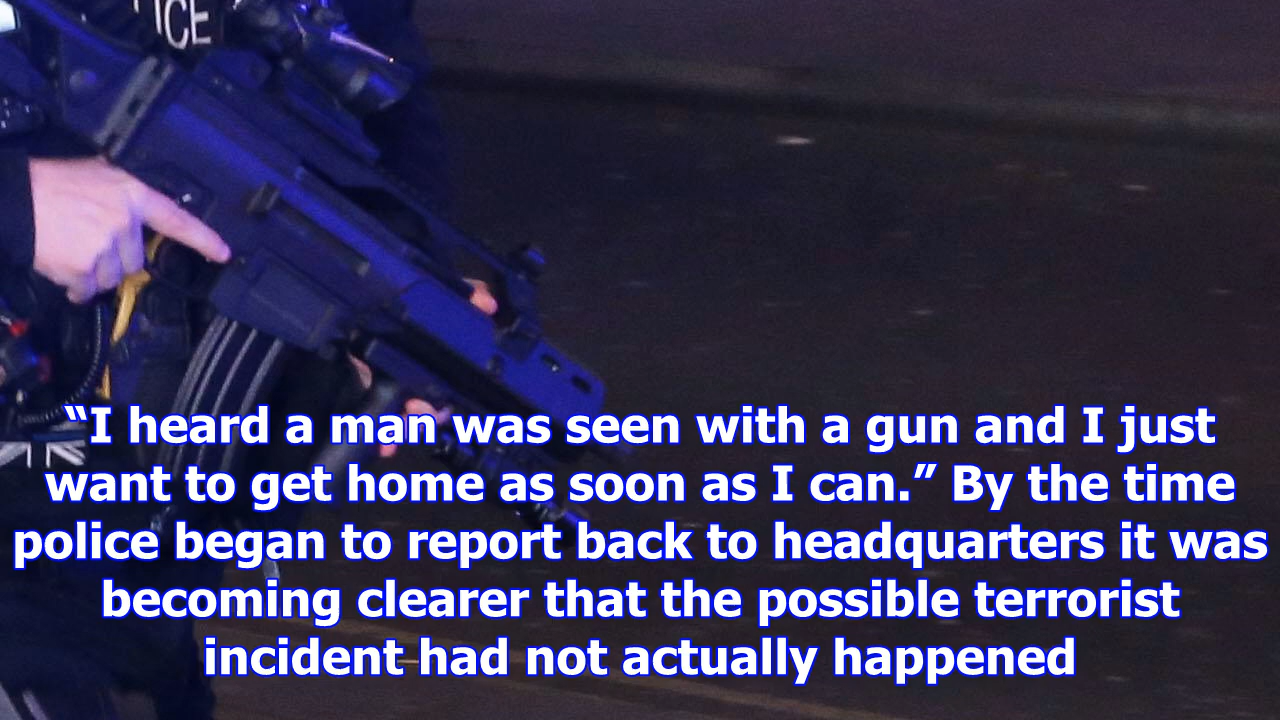 ICE
“I heard a man was seen with a gun and I just
want to get home as soon as I can.” By the time
police began to report back to headquarters it was
becoming clearer that the possible terrorist
incident had not actually happened